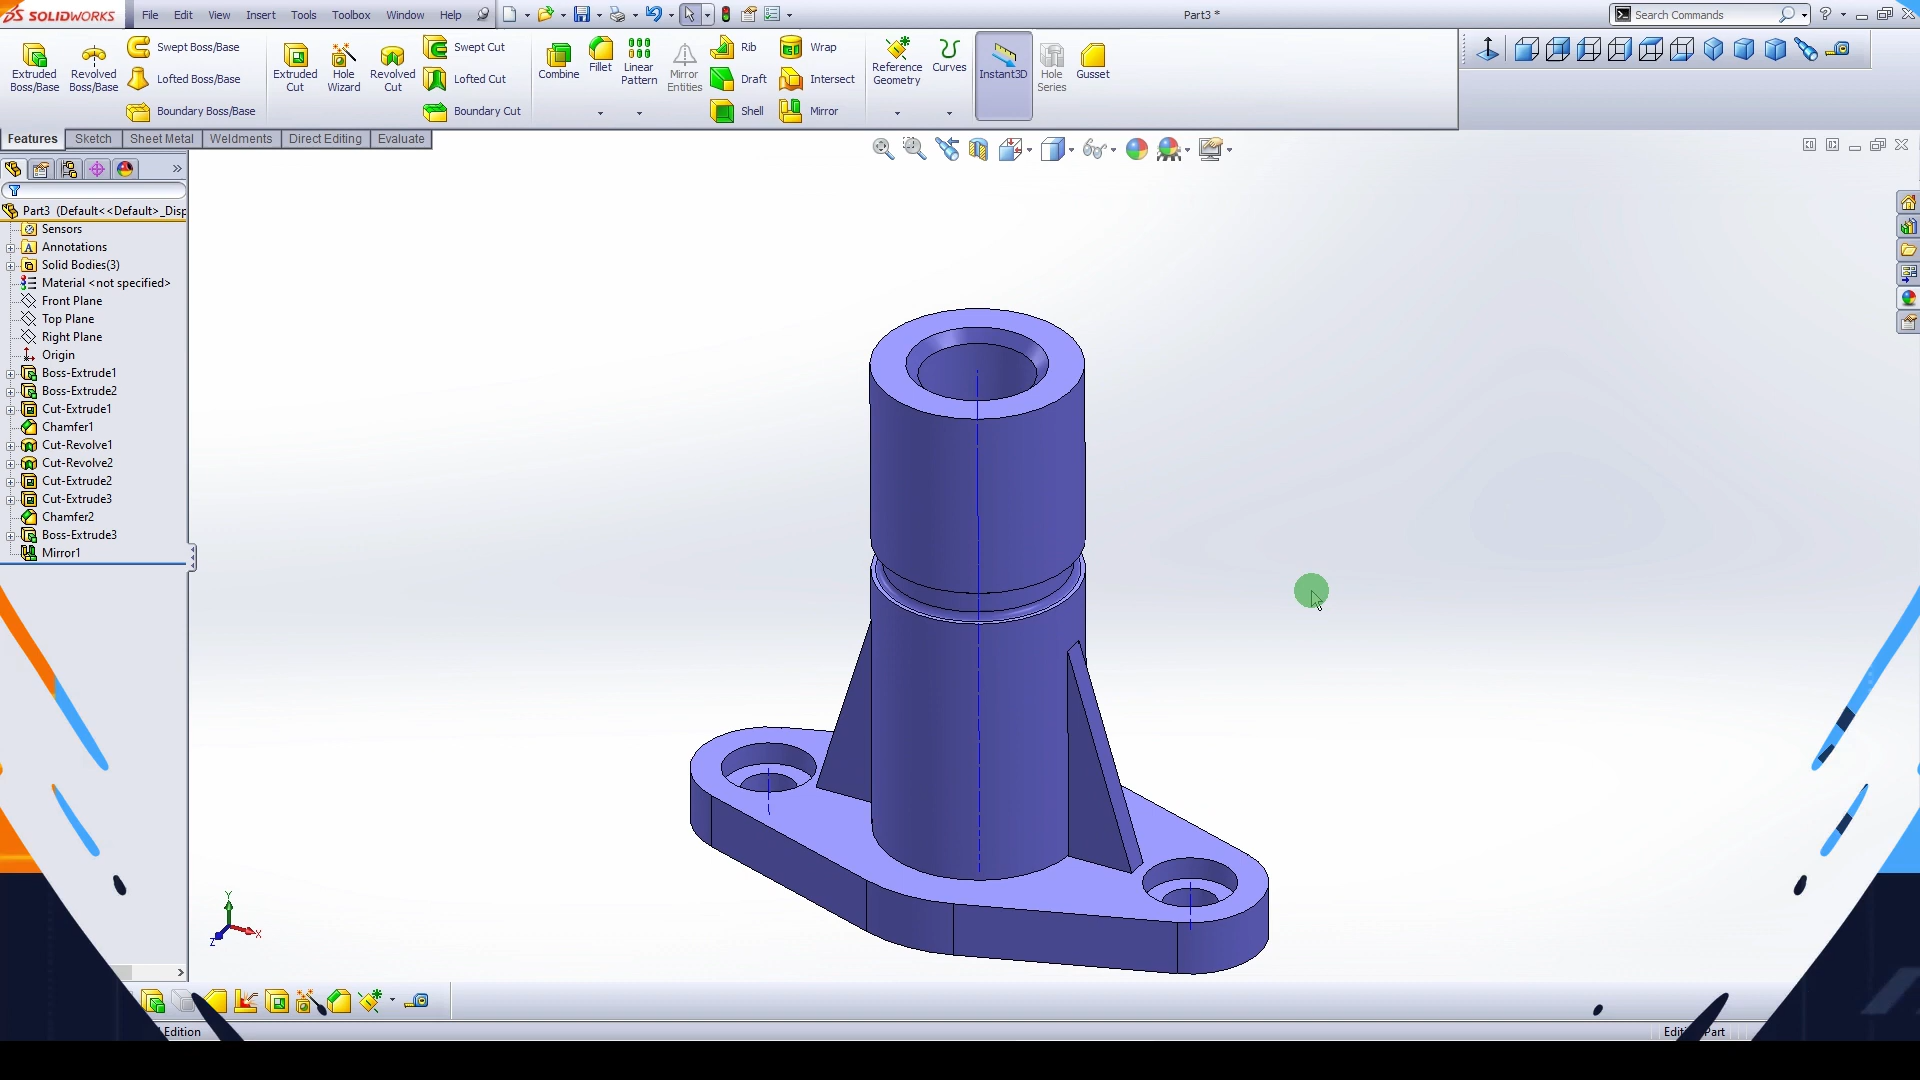 SOLIDWORKS File Edit View Insert Tools Toolbox Window Help Part3 * Search Commands
Extruded Boss/Base
Revolved Boss/Base
Swept Boss/Base
Lofted Boss/Base
Boundary Boss/Base
Extruded Cut
Hole Wizard
Revolved Cut
Swept Cut
Lofted Cut
Boundary Cut
Combine
Fillet
Linear Pattern
Mirror Entities
Rib
Draft
Shell
Wrap
Intersect
Mirror
Reference Geometry
Curves
Instant3D
Hole Series
Gusset
Features Sketch Sheet Metal Weldments Direct Editing Evaluate
Part3 (Default<<Default>_Disp
Sensors
Annotations
Solid Bodies(3)
Material <not specified>
Front Plane
Top Plane
Right Plane
Origin
Boss-Extrude1
Boss-Extrude2
Cut-Extrude1
Chamfer1
Cut-Revolve1
Cut-Revolve2
Cut-Extrude2
Cut-Extrude3
Chamfer2
Boss-Extrude3
Mirror1
Y
X
Z
Edition
Part